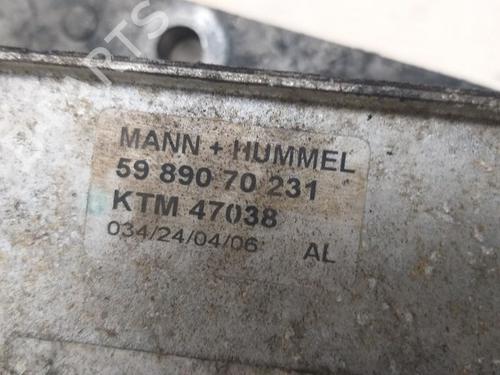 MANN + HUMMEL
59 890 70 231
KTM 47038
034/24/04/06 AL